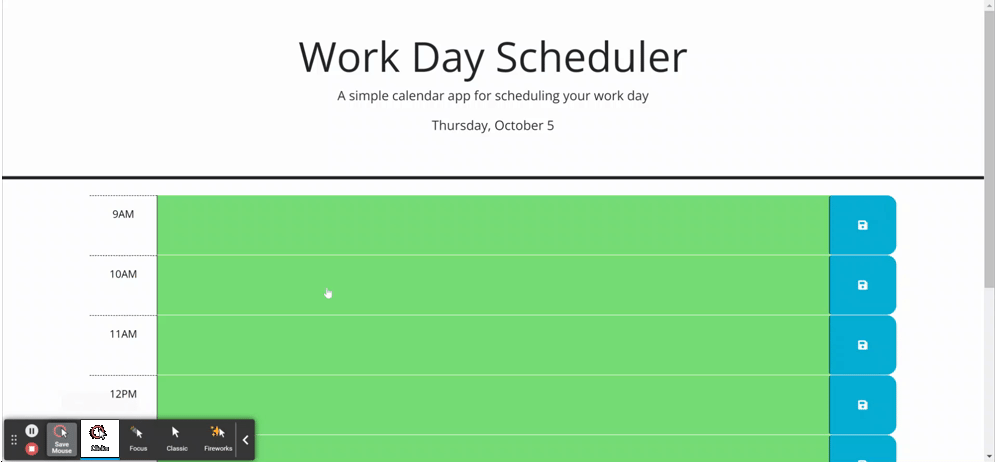 Work Day Scheduler
A simple calendar app for scheduling your work day
Thursday, October 5
9AM
10AM
11AM
12PM
Save Mouse
Focus
Classic
Fireworks